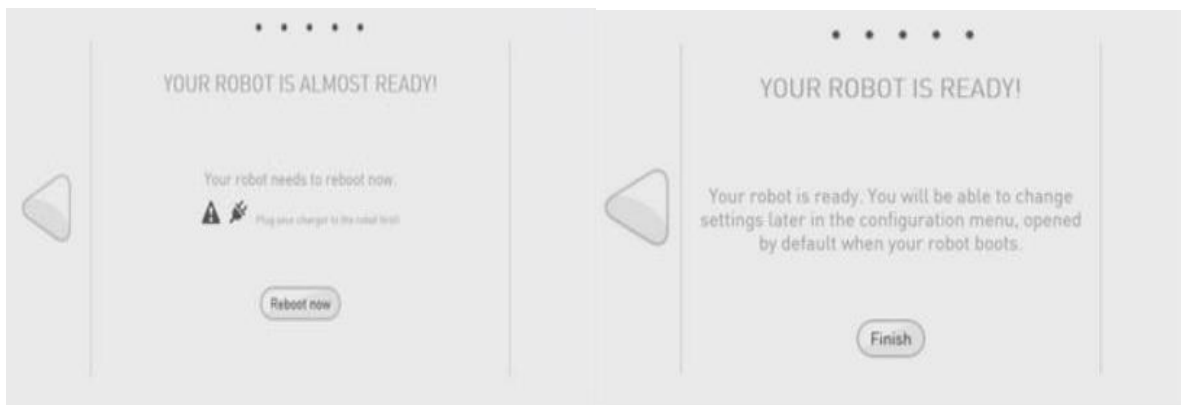 YOUR ROBOT IS ALMOST READY!
Your robot needs to reboot now.
Plug your charger to the robot first!
Reboot now
YOUR ROBOT IS READY!
Your robot is ready. You will be able to change
settings later in the configuration menu, opened
by default when your robot boots.
Finish